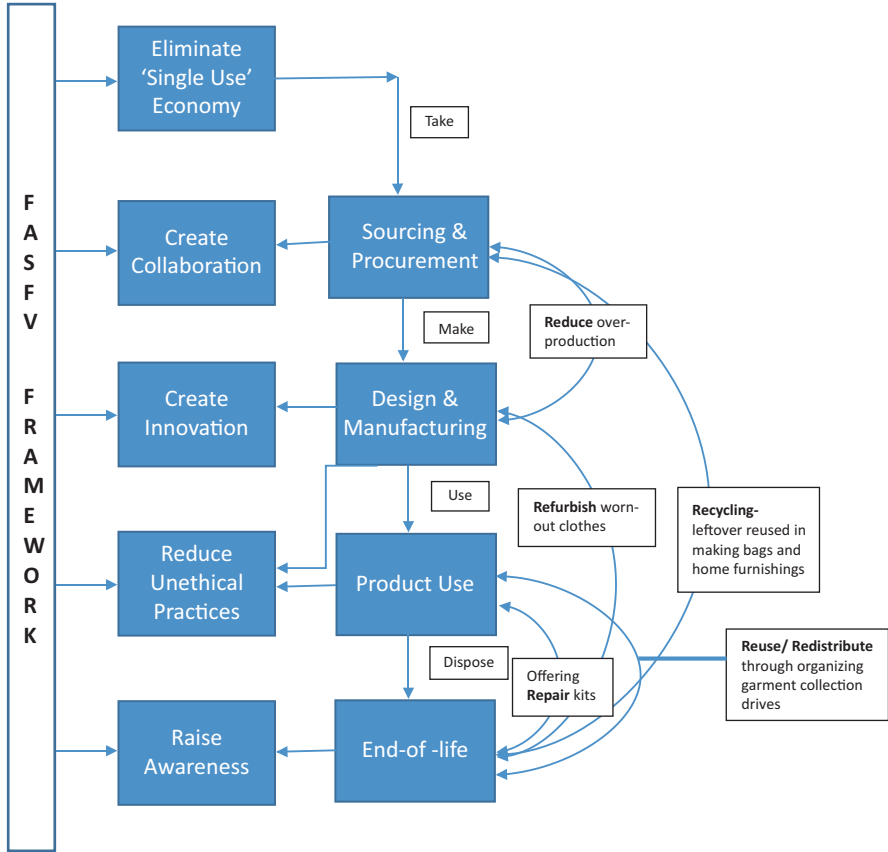 FASFV FRAMEWORK
Eliminate
‘Single Use’
Economy
Take
Create
Collaboration
Sourcing &
Procurement
Make
Reduce over-
production
Create
Innovation
Design &
Manufacturing
Use
Refurbish worn-
out clothes
Recycling-
leftover reused in
making bags and
home furnishings
Reduce
Unethical
Practices
Product Use
Dispose
Offering
Repair kits
Reuse/ Redistribute
through organizing
garment collection
drives
Raise
Awareness
End-of -life